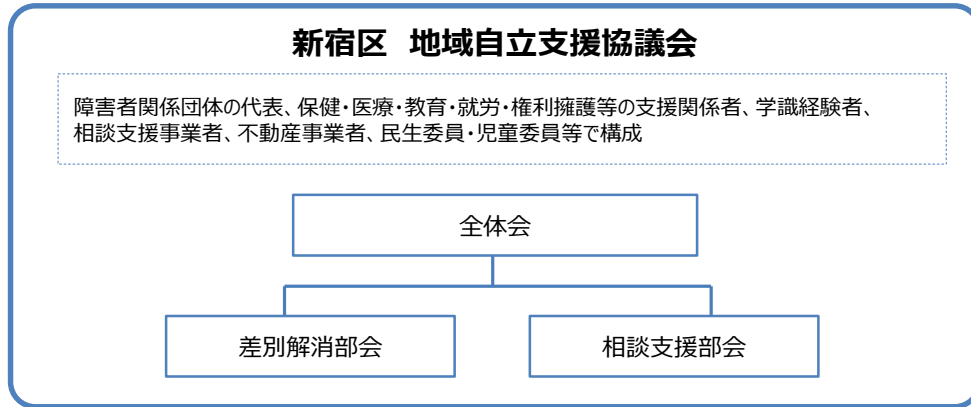 新宿区 地域自立支援協議会
障害者関係団体の代表、保健・医療・教育・就労・権利擁護等の支援関係者、学識経験者、
相談支援事業者、不動産事業者、民生委員・児童委員等で構成
全体会
差別解消部会
相談支援部会